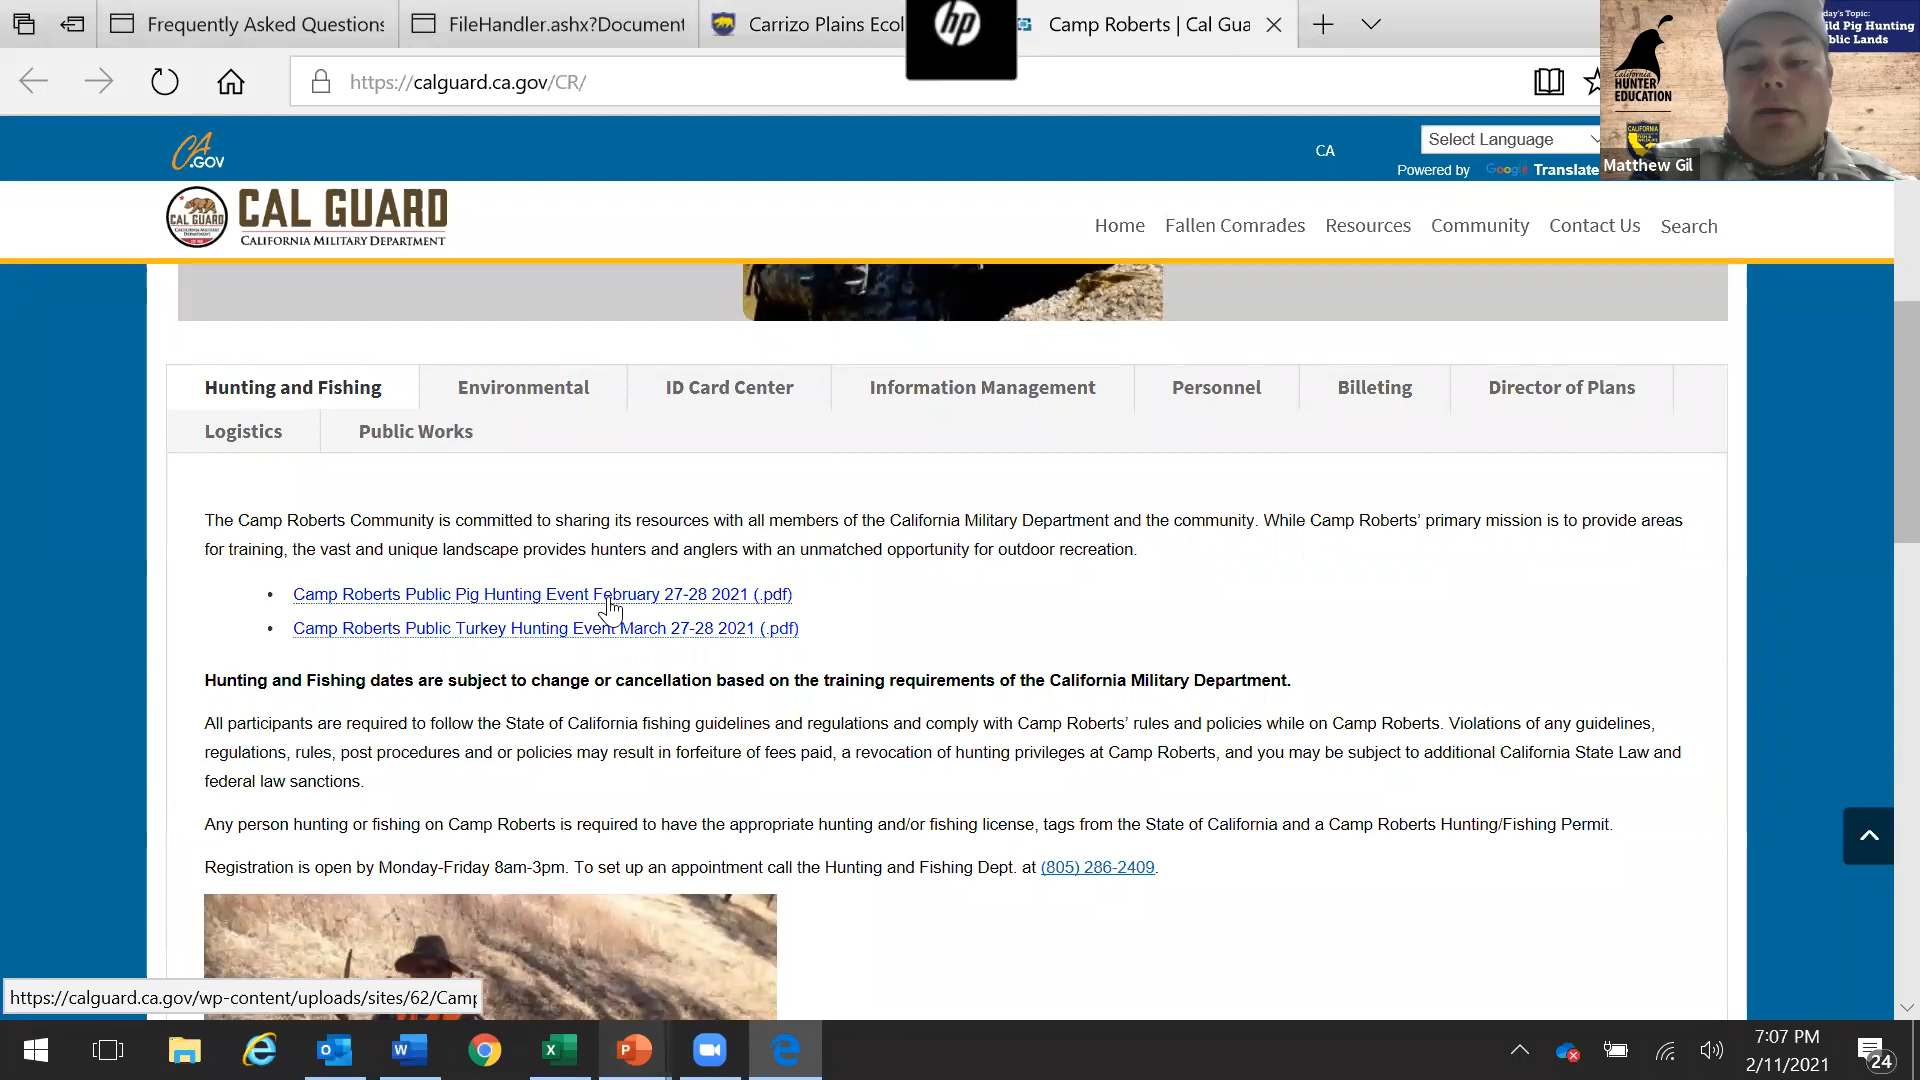 Frequently Asked Questions
FileHandler.ashx?Document
Carrizo Plains Ecol
hp
Camp Roberts | Cal Gua
https://calguard.ca.gov/CR/
day's Topic:
ild Pig Hunting
blic Lands
California
HUNTER
EDUCATION
CALIFORNIA
Matthew Gil
CA
.GOV
CA
Select Language
Powered by Google Translate
CAL GUARD
CAL GUARD
CALIFORNIA MILITARY DEPARTMENT
Home
Fallen Comrades
Resources
Community
Contact Us
Search
Hunting and Fishing
Environmental
ID Card Center
Information Management
Personnel
Billeting
Director of Plans
Logistics
Public Works
The Camp Roberts Community is committed to sharing its resources with all members of the California Military Department and the community. While Camp Roberts' primary mission is to provide areas
for training, the vast and unique landscape provides hunters and anglers with an unmatched opportunity for outdoor recreation.
• Camp Roberts Public Pig Hunting Event February 27-28 2021 (.pdf)
• Camp Roberts Public Turkey Hunting Event March 27-28 2021 (.pdf)
Hunting and Fishing dates are subject to change or cancellation based on the training requirements of the California Military Department.
All participants are required to follow the State of California fishing guidelines and regulations and comply with Camp Roberts' rules and policies while on Camp Roberts. Violations of any guidelines,
regulations, rules, post procedures and or policies may result in forfeiture of fees paid, a revocation of hunting privileges at Camp Roberts, and you may be subject to additional California State Law and
federal law sanctions.
Any person hunting or fishing on Camp Roberts is required to have the appropriate hunting and/or fishing license, tags from the State of California and a Camp Roberts Hunting/Fishing Permit.
Registration is open by Monday-Friday 8am-3pm. To set up an appointment call the Hunting and Fishing Dept. at (805) 286-2409.
https://calguard.ca.gov/wp-content/uploads/sites/62/Camp
7:07 PM
2/11/2021
24